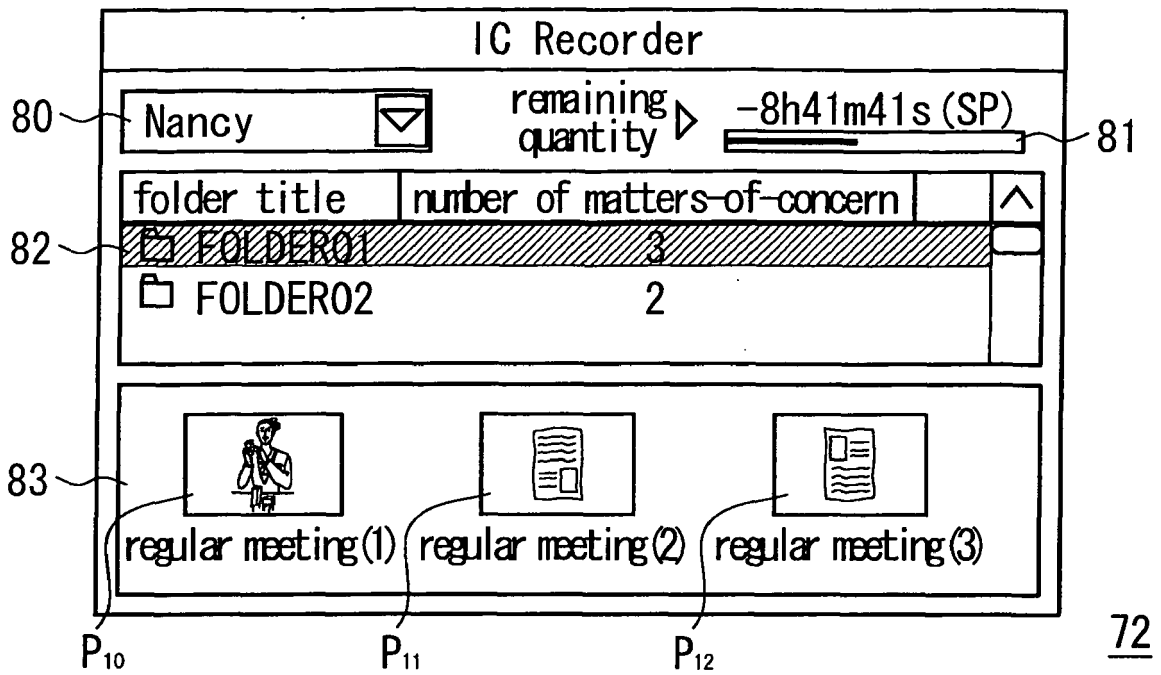 IC Recorder
80 Nancy remaining quantity -8h41m41s(SP) 81
folder title number of matters-of-concern
82 FOLDER01 3
FOLDER02 2
83
regular meeting(1) regular meeting(2) regular meeting(3)
P10 P11 P12 72